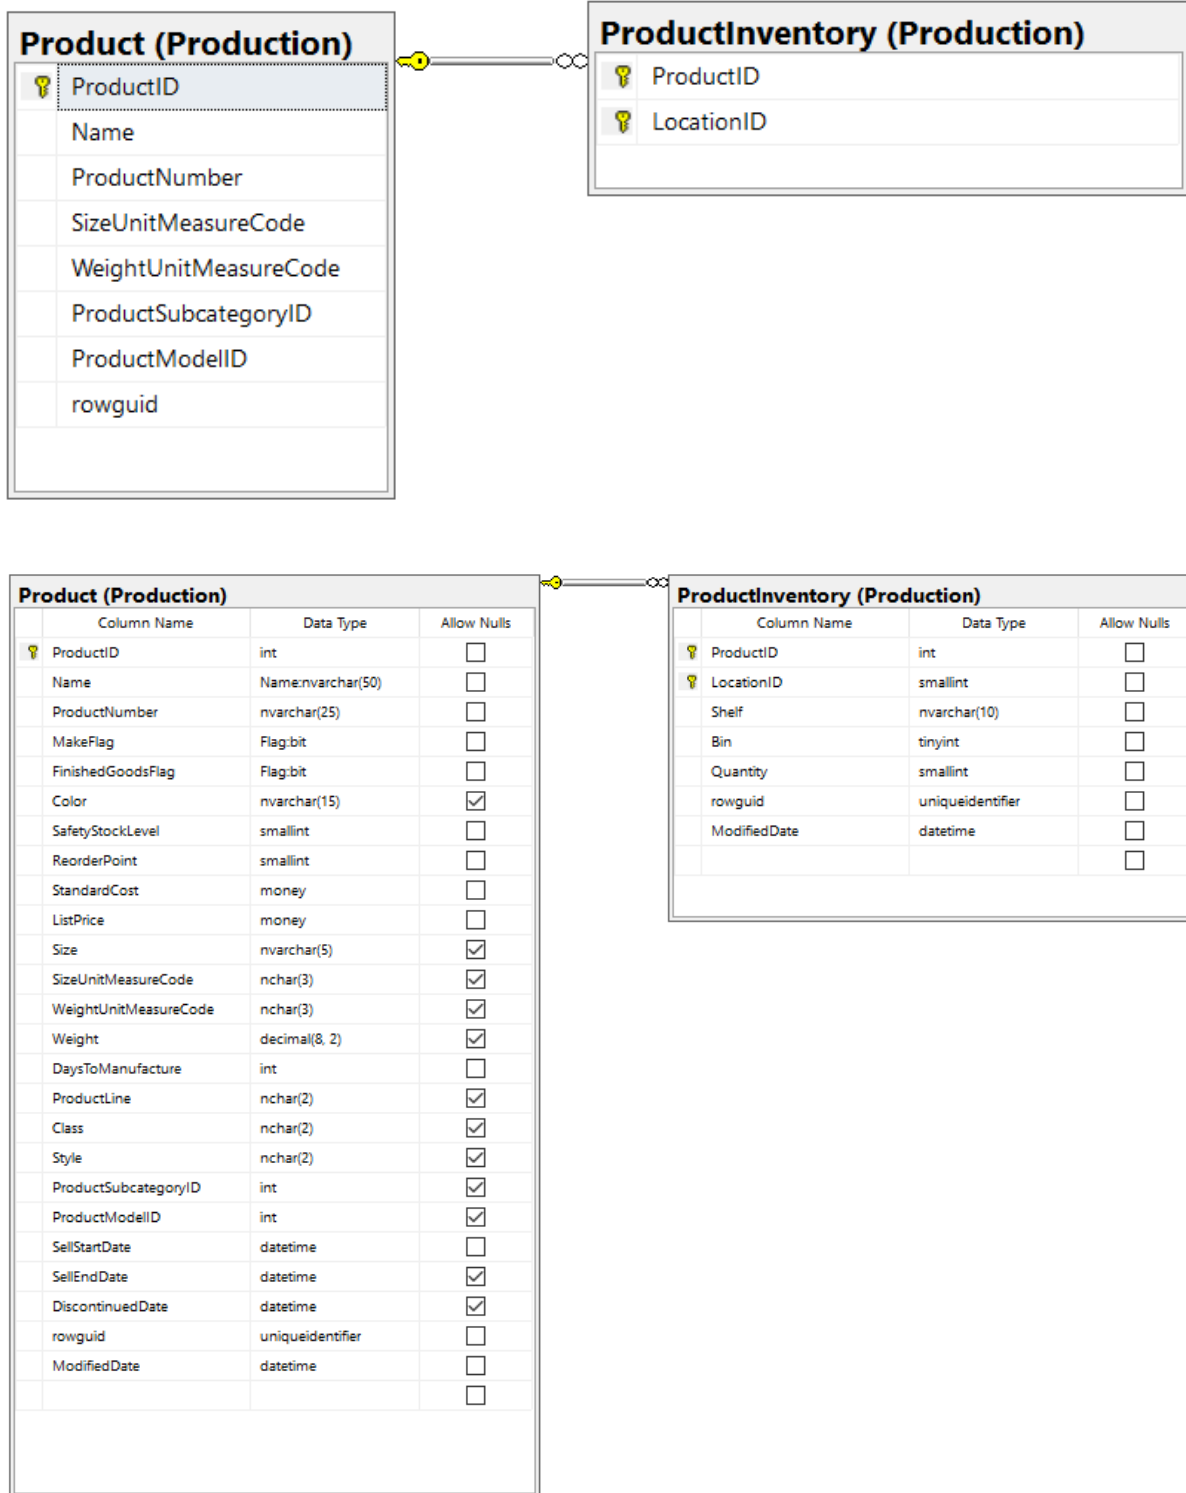 Product (Production)
ProductID
Name
ProductNumber
SizeUnitMeasureCode
WeightUnitMeasureCode
ProductSubcategoryID
ProductModelID
rowguid
ProductInventory (Production)
ProductID
LocationID
Product (Production)
Column Name Data Type Allow Nulls
ProductID int
Name Name:nvarchar(50)
ProductNumber nvarchar(25)
MakeFlag Flag:bit
FinishedGoodsFlag Flag:bit
Color nvarchar(15)
SafetyStockLevel smallint
ReorderPoint smallint
StandardCost money
ListPrice money
Size nvarchar(5)
SizeUnitMeasureCode nchar(3)
WeightUnitMeasureCode nchar(3)
Weight decimal(8, 2)
DaysToManufacture int
ProductLine nchar(2)
Class nchar(2)
Style nchar(2)
ProductSubcategoryID int
ProductModelID int
SellStartDate datetime
SellEndDate datetime
DiscontinuedDate datetime
rowguid uniqueidentifier
ModifiedDate datetime
ProductInventory (Production)
Column Name Data Type Allow Nulls
ProductID int
LocationID smallint
Shelf nvarchar(10)
Bin tinyint
Quantity smallint
rowguid uniqueidentifier
ModifiedDate datetime